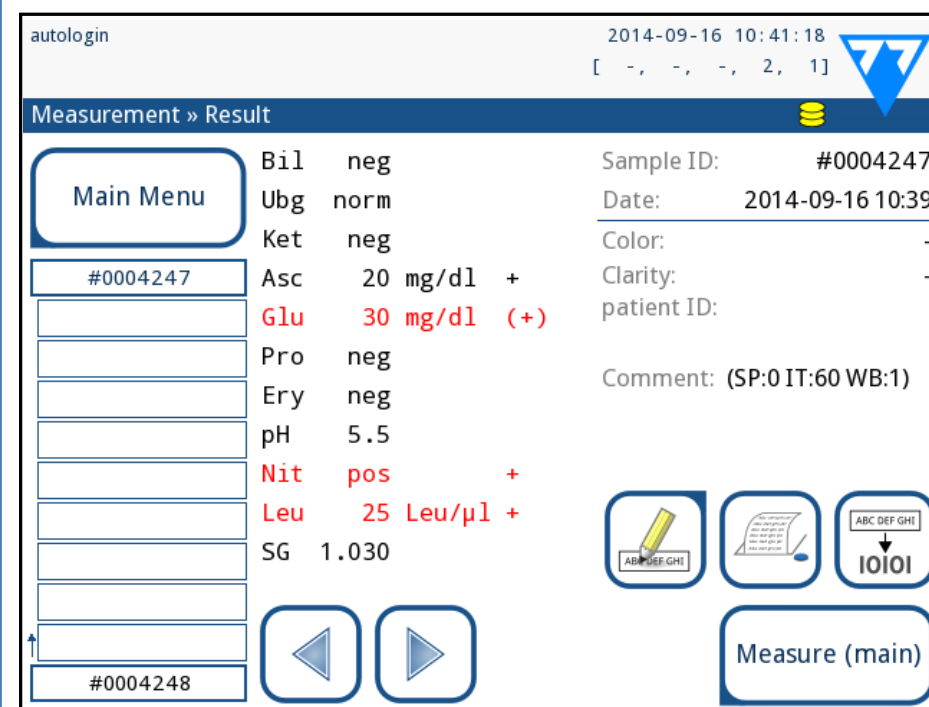 autologin
2014-09-16 10:41:18
[ -, -, -, 2, 1]
Measurement » Result
Main Menu
#0004247
#0004248
Bil neg
Ubg norm
Ket neg
Asc 20 mg/dl +
Glu 30 mg/dl (+)
Pro neg
Ery neg
pH 5.5
Nit pos +
Leu 25 Leu/µl +
SG 1.030
Sample ID: #0004247
Date: 2014-09-16 10:39
Color: -
Clarity: -
patient ID:
Comment: (SP:0 IT:60 WB:1)
ABC DEF GHI
IOIOI
Measure (main)